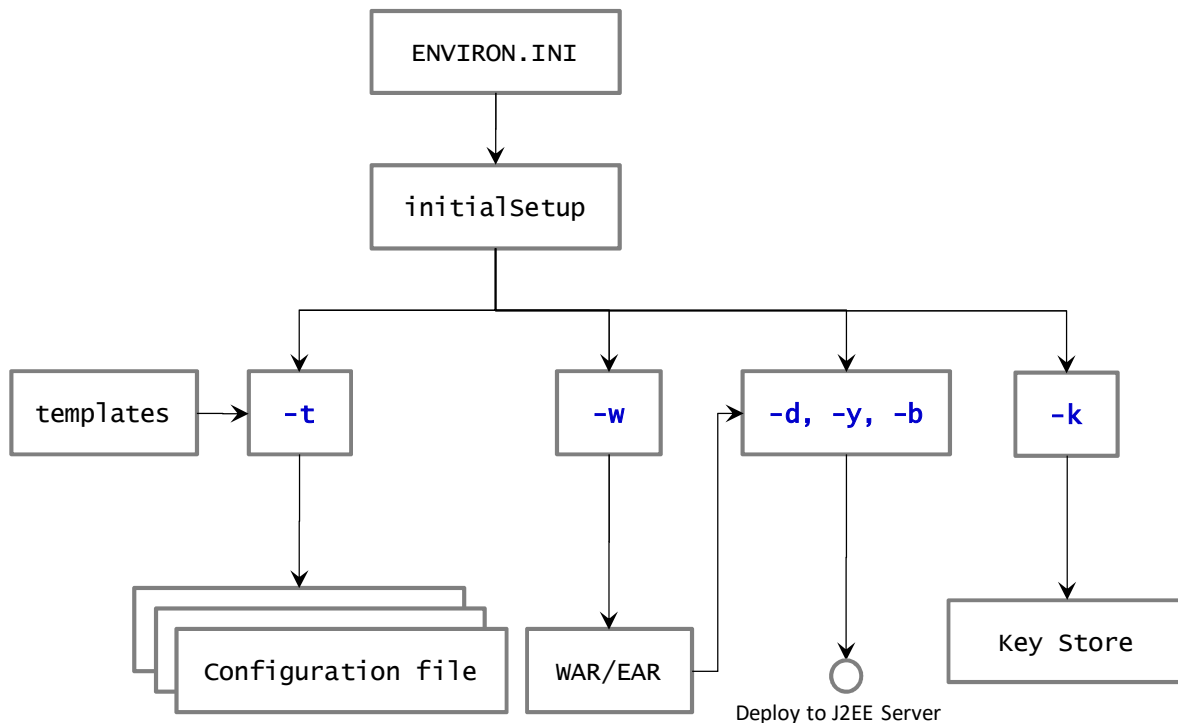 ENVIRON.INI
initialSetup
templates
-t
-w
-d, -y, -b
-k
Configuration file
WAR/EAR
Key Store
Deploy to J2EE Server